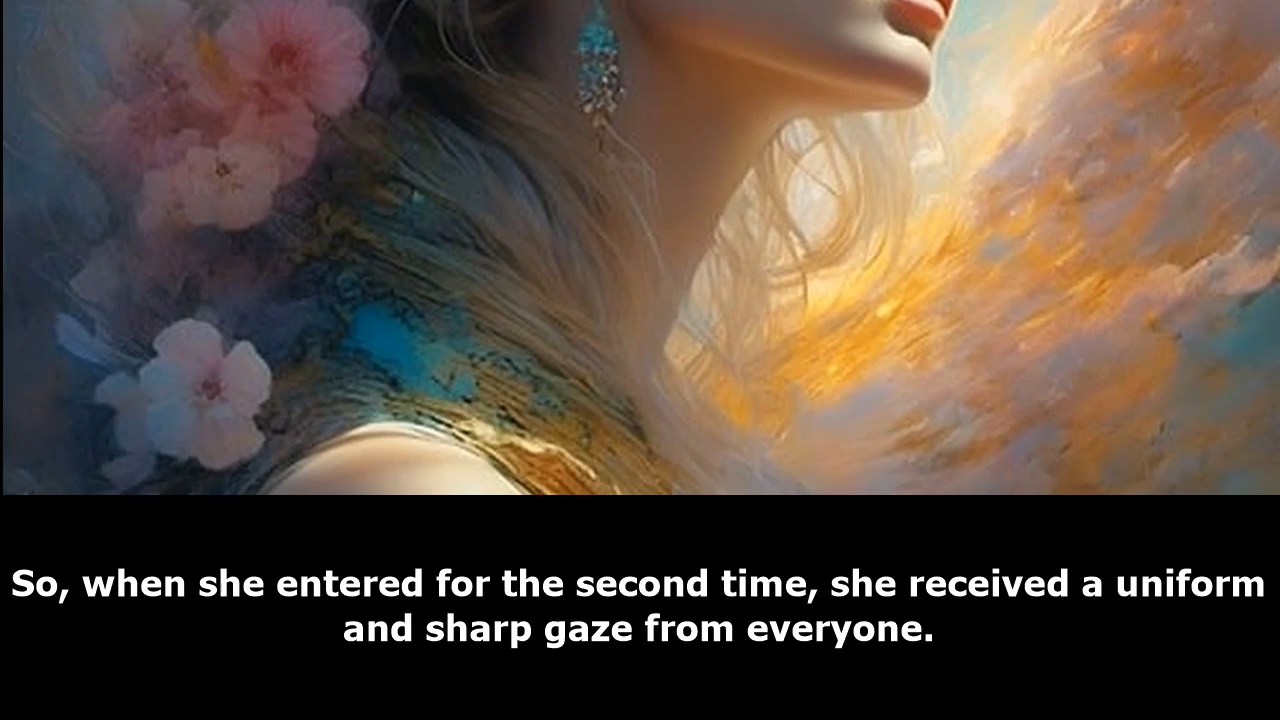 So, when she entered for the second time, she received a uniform
and sharp gaze from everyone.